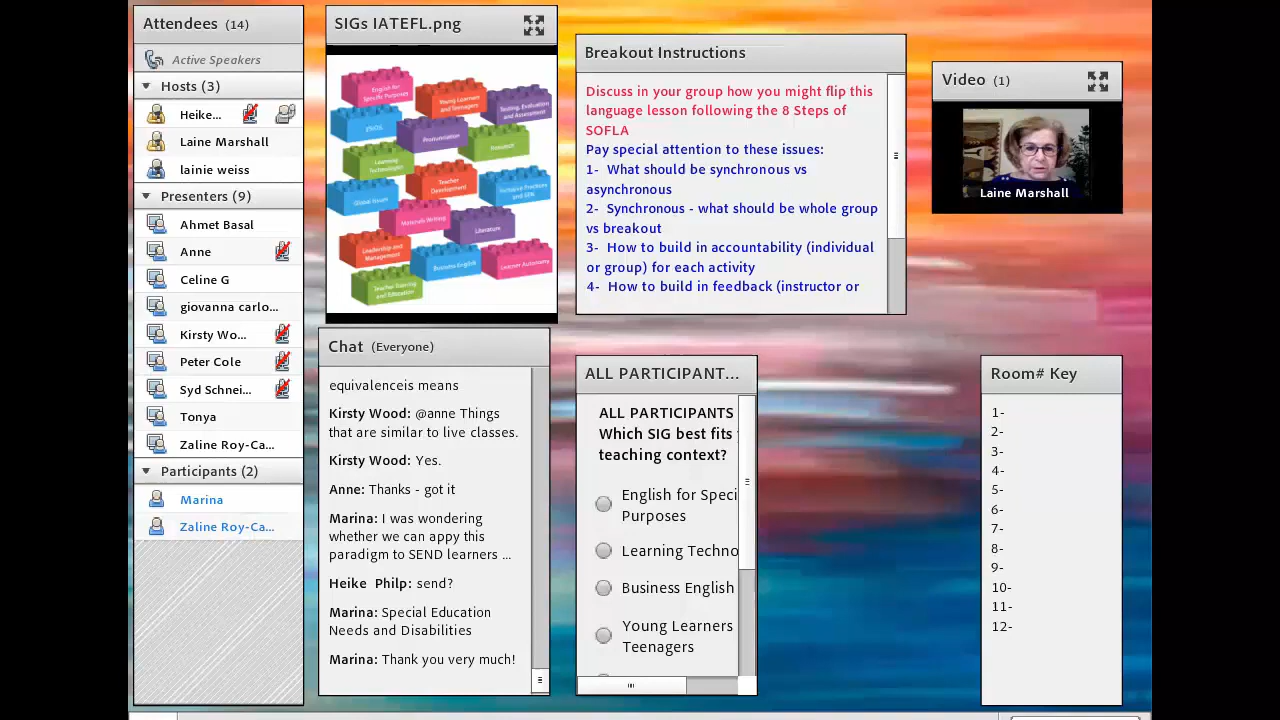 Attendees (14)
Active Speakers
Hosts (3)
Heike...
Laine Marshall
lainie weiss
Presenters (9)
Ahmet Basal
Anne
Celine G
giovanna carlo...
Kirsty Wo...
Peter Cole
Syd Schnei...
Tonya
Zaline Roy-Ca...
Participants (2)
Marina
Zaline Roy-Ca...
SIGs IATEFL.png
English for
Specific Purposes
Young Learners
and Teenagers
Testing, Evaluation
and Assessment
ESOL
Pronunciation
Research
Learning
Technologies
Teacher
Development
Inclusive Practices
and SEN
Global Issues
Materials Writing
Literature
Leadership and
Management
Business English
Learner Autonomy
Teacher Training
and Education
Chat (Everyone)
equivalenceis means
Kirsty Wood: @anne Things
that are similar to live classes.
Kirsty Wood: Yes.
Anne: Thanks - got it
Marina: I was wondering
whether we can appy this
paradigm to SEND learners ...
Heike Philp: send?
Marina: Special Education
Needs and Disabilities
Marina: Thank you very much!
Breakout Instructions
Discuss in your group how you might flip this
language lesson following the 8 Steps of
SOFLA
Pay special attention to these issues:
1- What should be synchronous vs
asynchronous
2- Synchronous - what should be whole group
vs breakout
3- How to build in accountability (individual
or group) for each activity
4- How to build in feedback (instructor or
ALL PARTICIPANT...
ALL PARTICIPANTS
Which SIG best fits
teaching context?
English for Speci
Purposes
Learning Techno
Business English
Young Learners
Teenagers
Video (1)
Laine Marshall
Room# Key
1-
2-
3-
4-
5-
6-
7-
8-
9-
10-
11-
12-